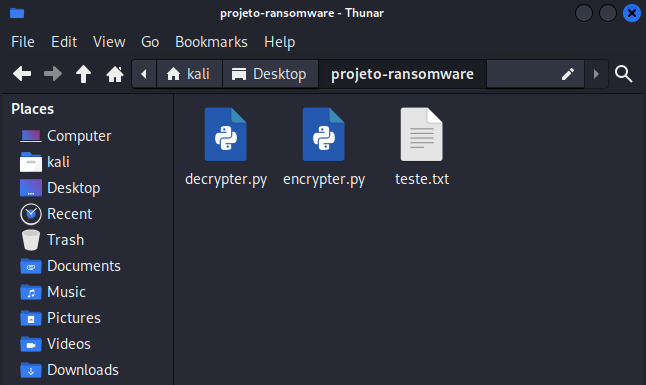 projeto-ransomware - Thunar
File Edit View Go Bookmarks Help
kali Desktop projeto-ransomware
Places
Computer
kali
Desktop
Recent
Trash
Documents
Music
Pictures
Videos
Downloads
decrypter.py encrypter.py teste.txt